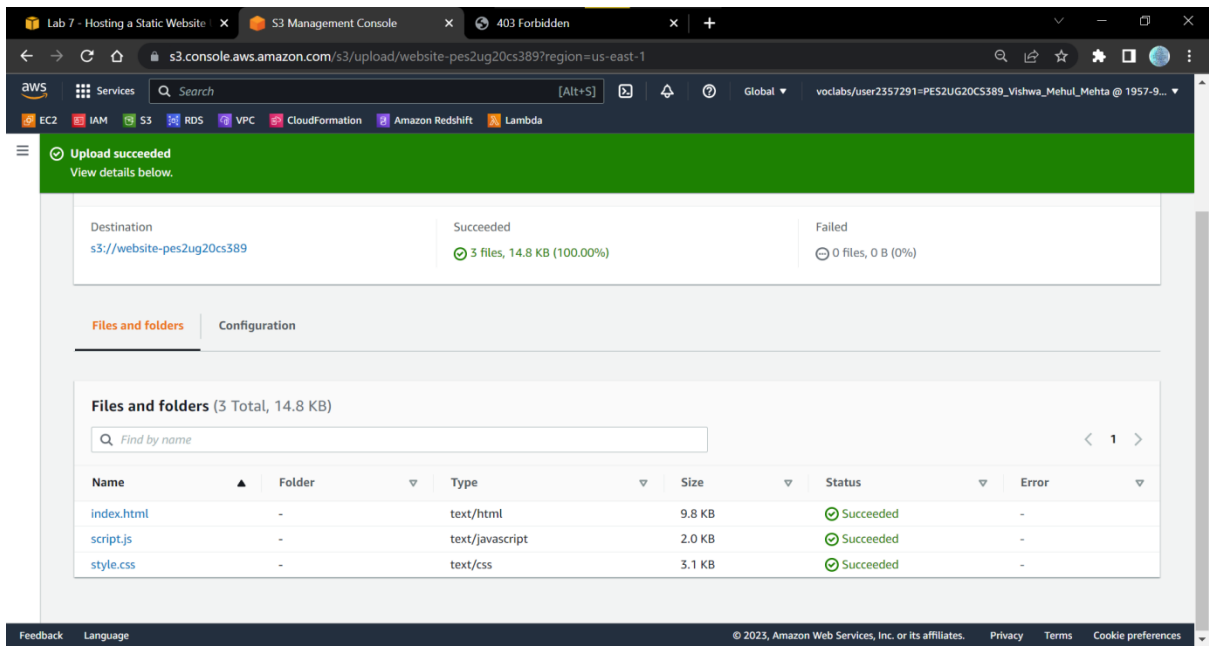 Lab 7 - Hosting a Static Website
S3 Management Console
403 Forbidden
s3.console.aws.amazon.com/s3/upload/website-pes2ug20cs389?region=us-east-1
aws
Services
Search
[Alt+S]
Global
voclabs/user2357291=PES2UG20CS389_Vishwa_Mehul_Mehta @ 1957-9...
EC2 IAM S3 RDS VPC CloudFormation Amazon Redshift Lambda
Upload succeeded
View details below.
Destination Succeeded Failed
s3://website-pes2ug20cs389 3 files, 14.8 KB (100.00%) 0 files, 0 B (0%)
Files and folders Configuration
Files and folders (3 Total, 14.8 KB)
Find by name
1
Name Folder Type Size Status Error
index.html - text/html 9.8 KB Succeeded -
script.js - text/javascript 2.0 KB Succeeded -
style.css - text/css 3.1 KB Succeeded -
Feedback Language © 2023, Amazon Web Services, Inc. or its affiliates. Privacy Terms Cookie preferences